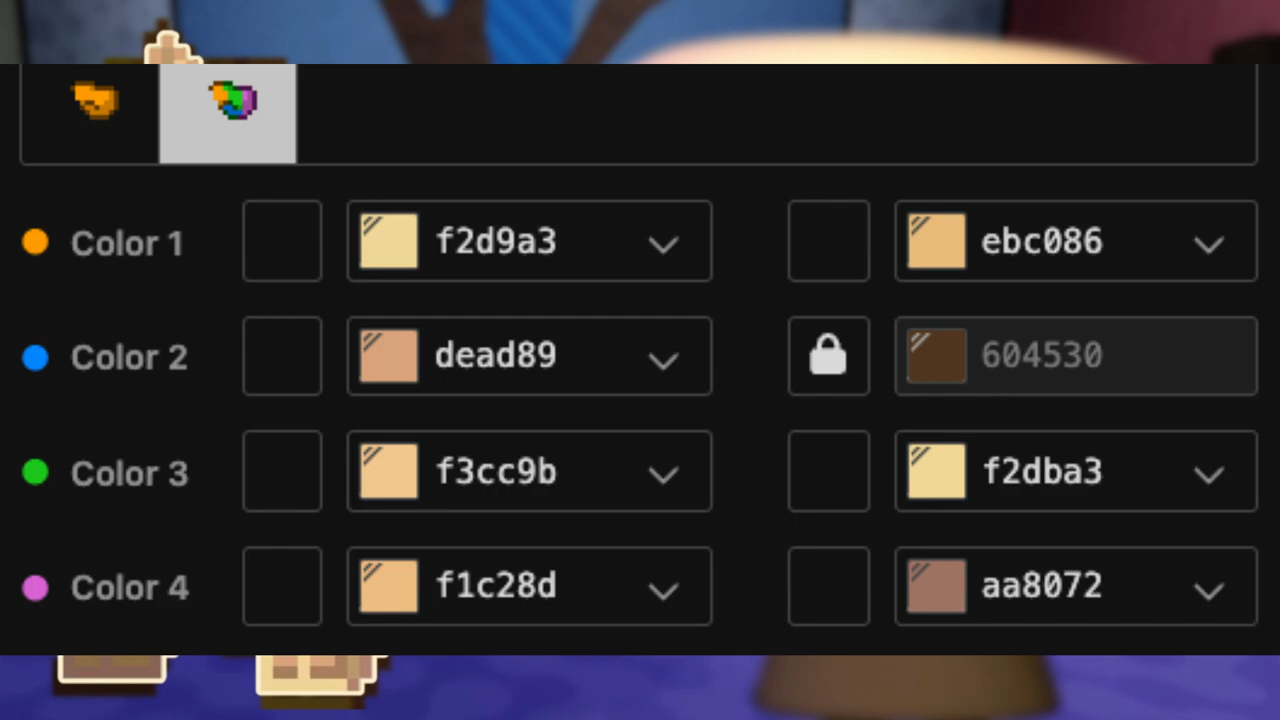 Color 1 f2d9a3 ebc086
Color 2 dead89 604530
Color 3 f3cc9b f2dba3
Color 4 f1c28d aa8072